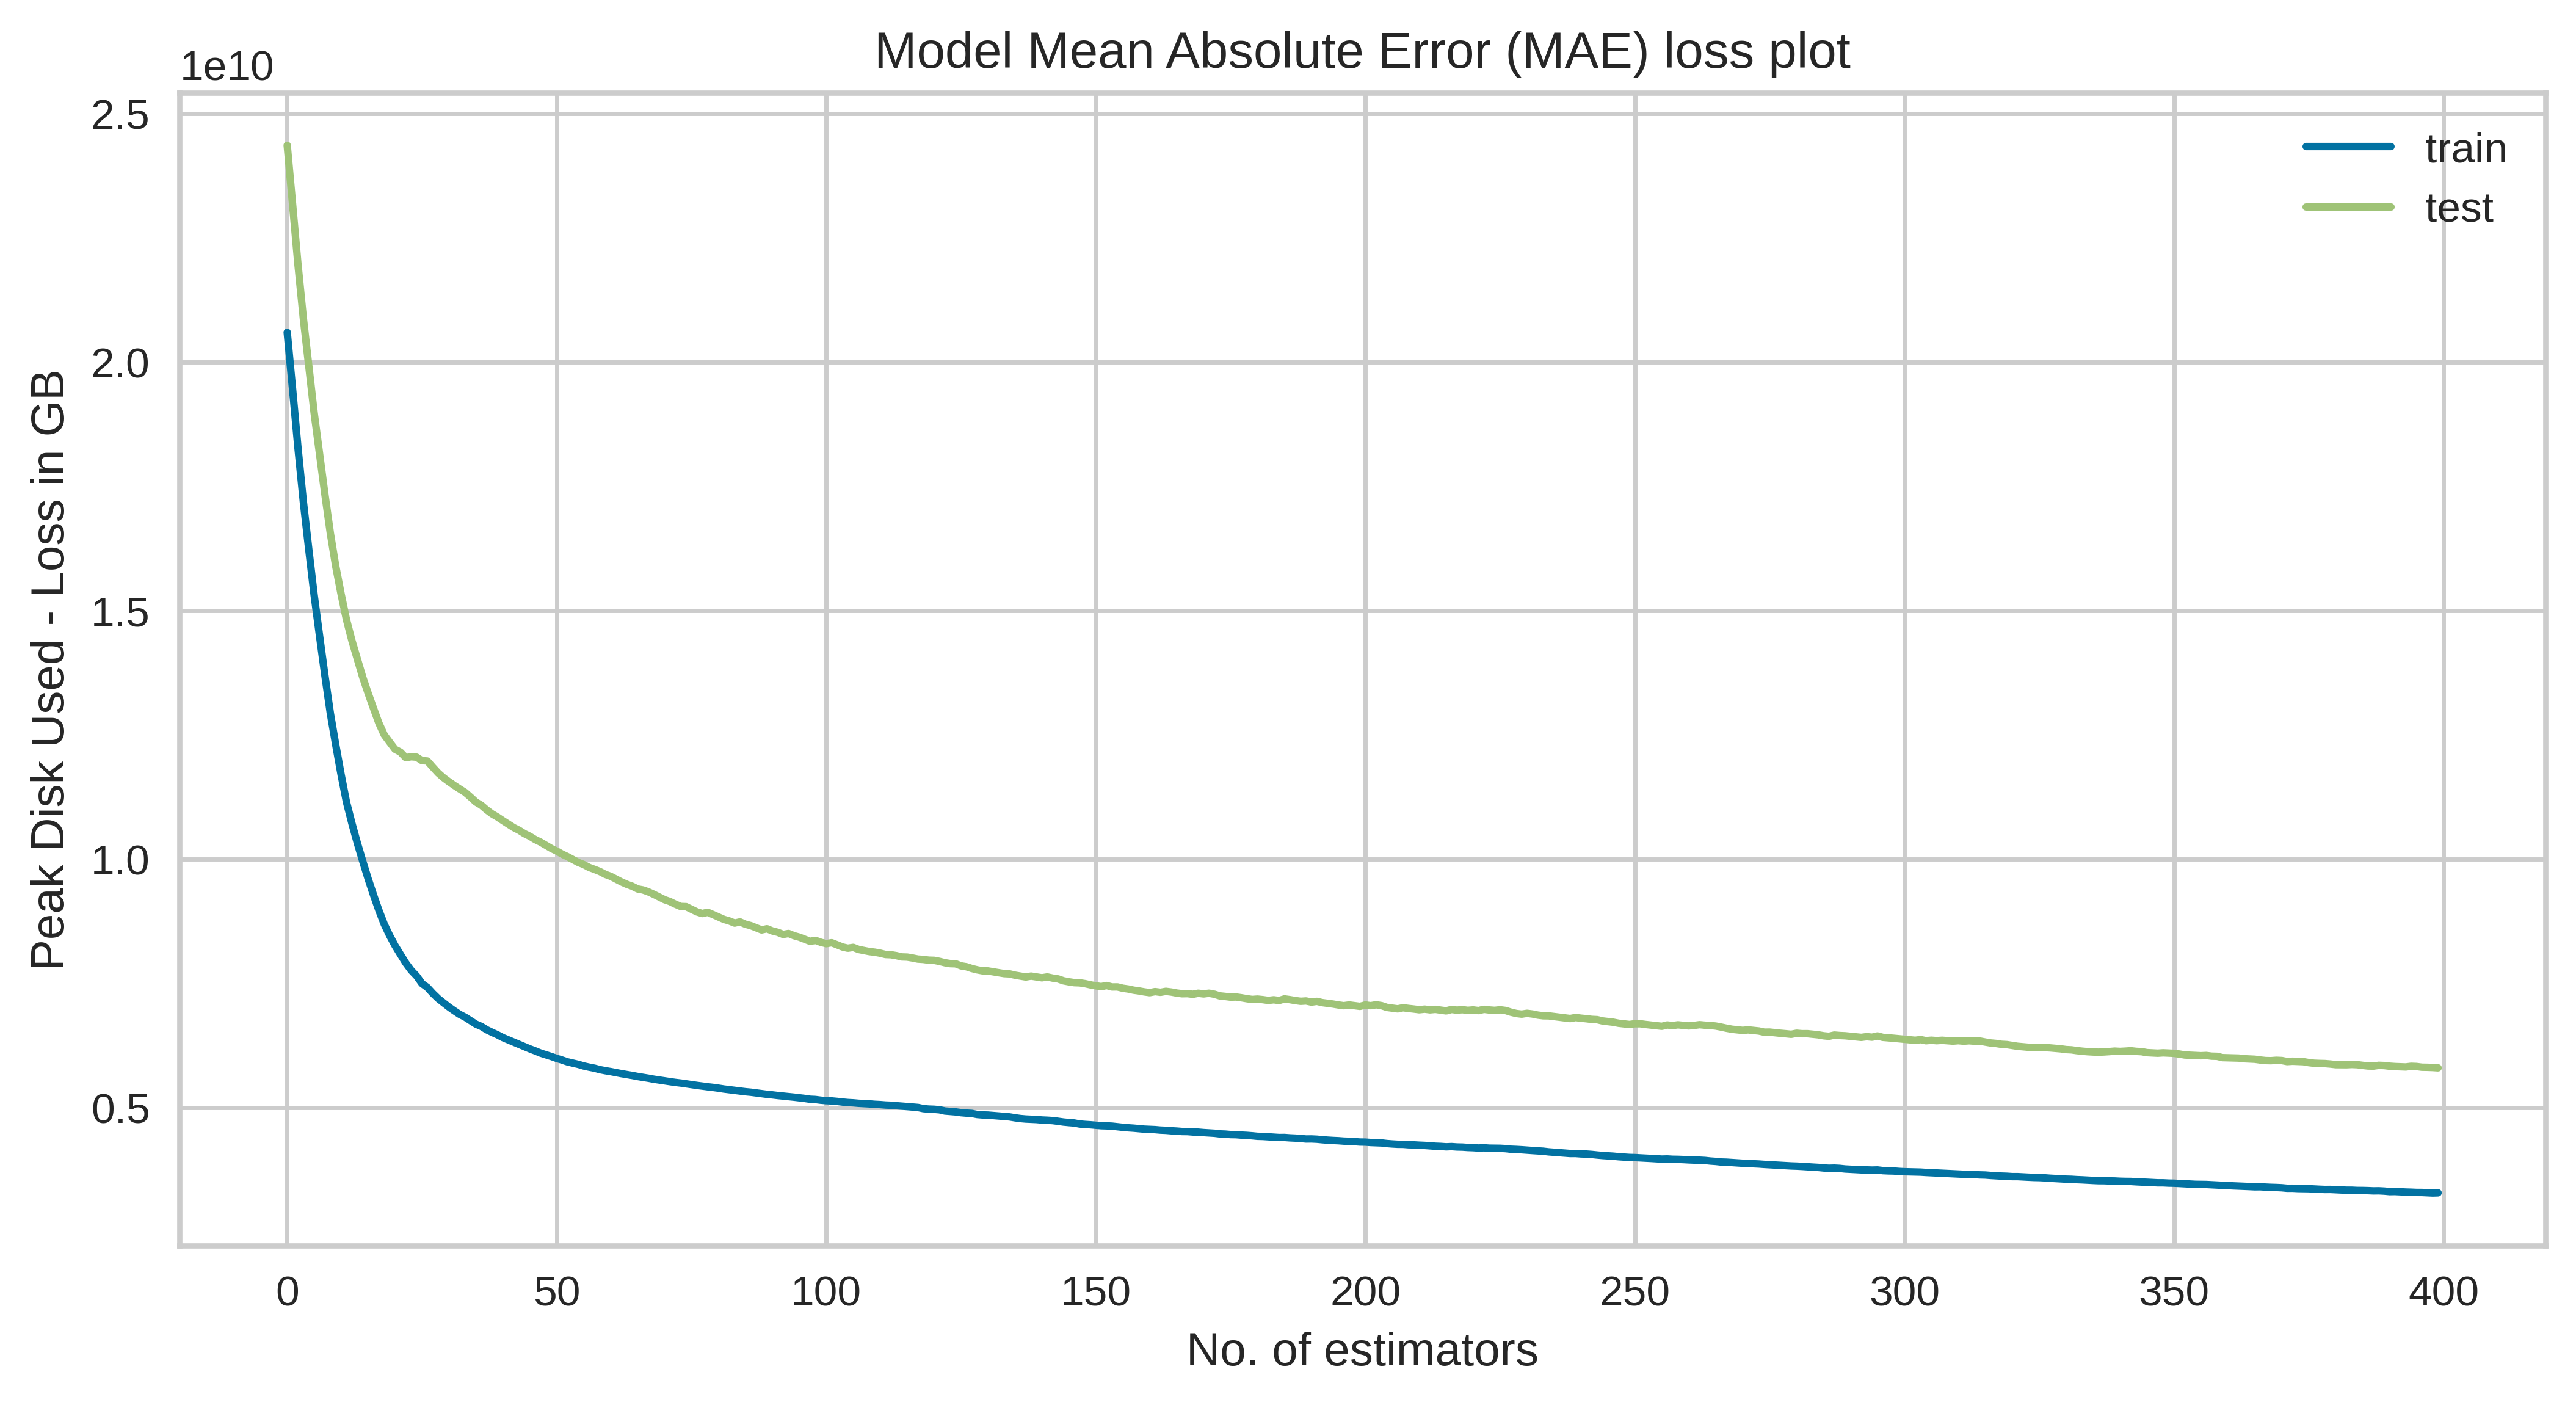 Model Mean Absolute Error (MAE) loss plot
1e10
2.5
2.0
1.5
1.0
0.5
Peak Disk Used - Loss in GB
train
test
0 50 100 150 200 250 300 350 400
No. of estimators